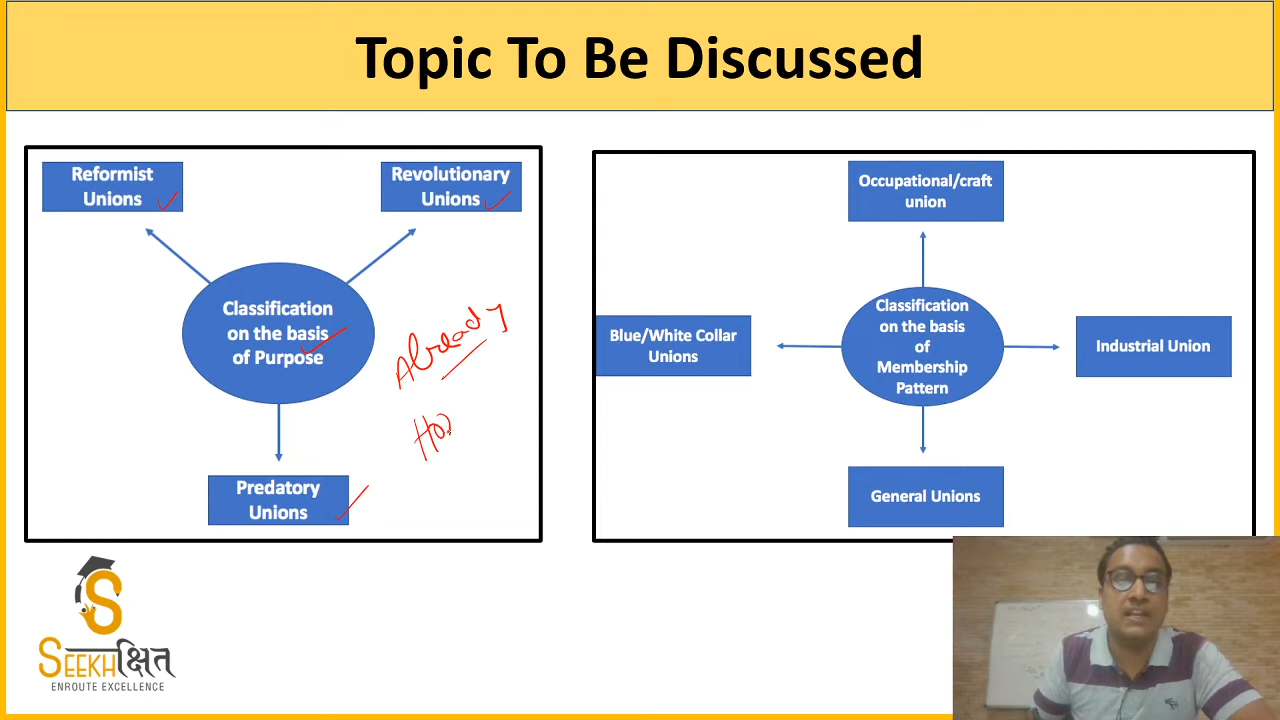 Topic To Be Discussed
Reformist
Unions
Revolutionary
Unions
Classification
on the basis
of Purpose
Already
Predatory
Unions
Occupational/craft
union
Blue/White Collar
Unions
Classification
on the basis
of
Membership
Pattern
Industrial Union
General Unions
S
SEEKHक्षित
ENROUTE EXCELLENCE